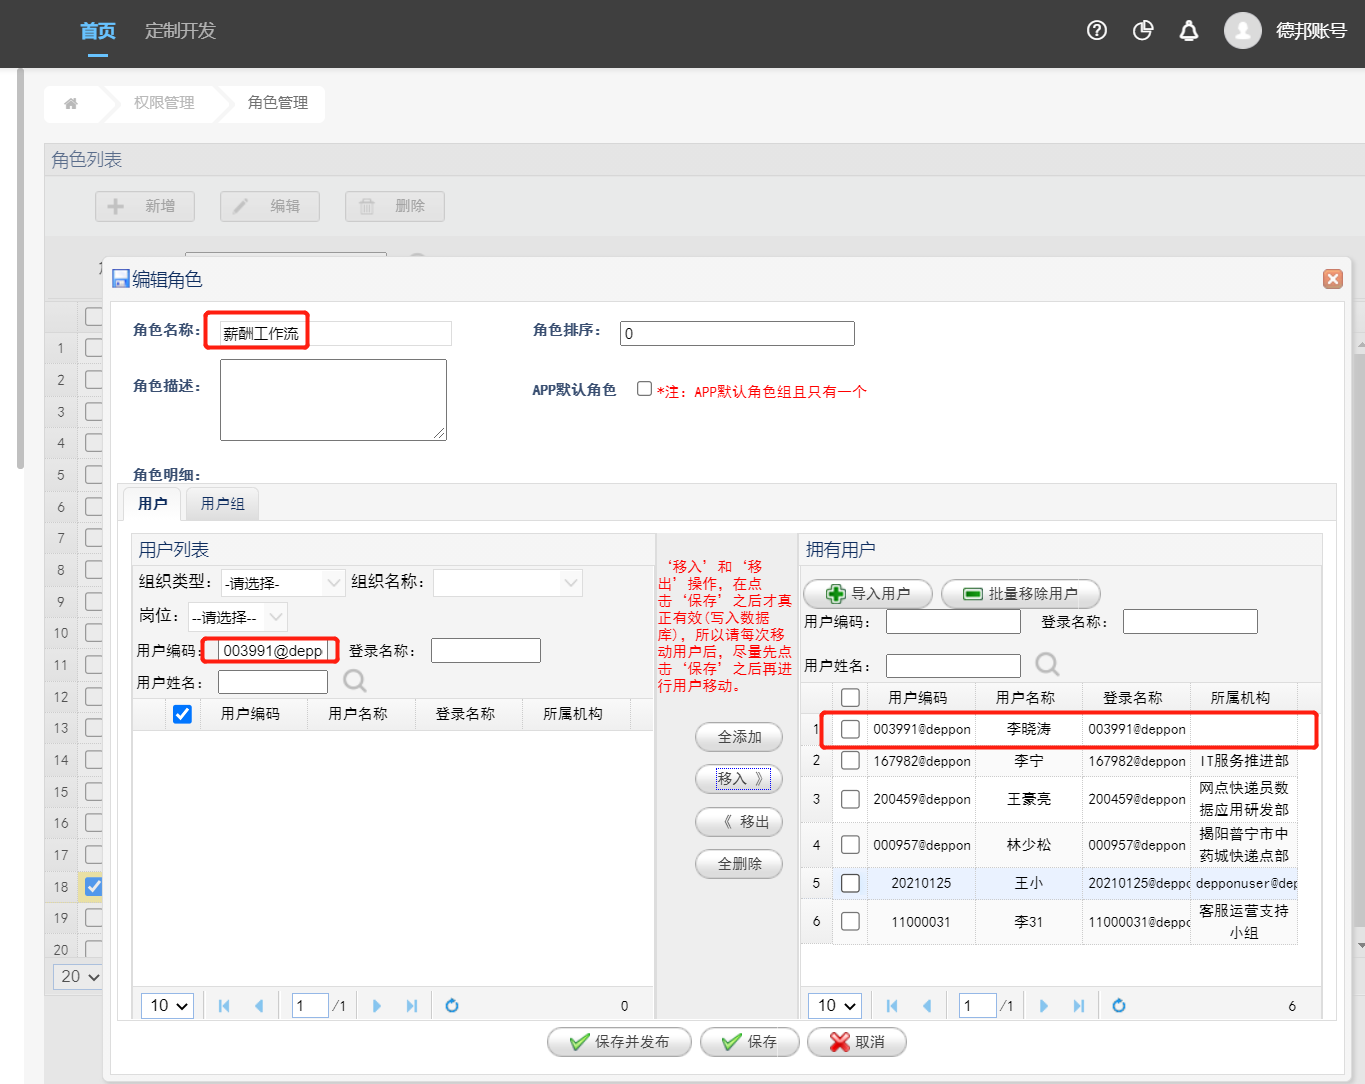 首页 定制开发 德邦账号
权限管理 角色管理
角色列表
新增 编辑 删除
编辑角色
角色名称: 薪酬工作流 角色排序: 0
角色描述: APP默认角色 *注: APP默认角色组且只有一个
角色明细:
用户 用户组
用户列表
组织类型: -请选择- 组织名称:
岗位: --请选择--
用户编码: 003991@depp 登录名称:
用户姓名:
用户编码 用户名称 登录名称 所属机构
10 1 /1 0
‘移入’和‘移
出’操作，在点
击‘保存’之后才真
正有效(写入数据
库)，所以请每次移
动用户后，尽量先点
击‘保存’之后再进
行用户移动。
全添加
移入 》
《 移出
全删除
拥有用户
导入用户 批量移除用户
用户编码: 登录名称:
用户姓名:
用户编码 用户名称 登录名称 所属机构
1 003991@deppon 李晓涛 003991@deppon
2 167982@deppon 李宁 167982@deppon IT服务推进部
3 200459@deppon 王豪亮 200459@deppon 网点快递员数
据应用研发部
4 000957@deppon 林少松 000957@deppon 揭阳普宁市中
药城快递点部
5 20210125 王小 20210125@deppo depponuser@dep
6 11000031 李31 11000031@deppo 客服运营支持
小组
10 1 /1 6
保存并发布 保存 取消
1
2
3
4
5
6
7
8
9
10
11
12
13
14
15
16
17
18
19
20
20